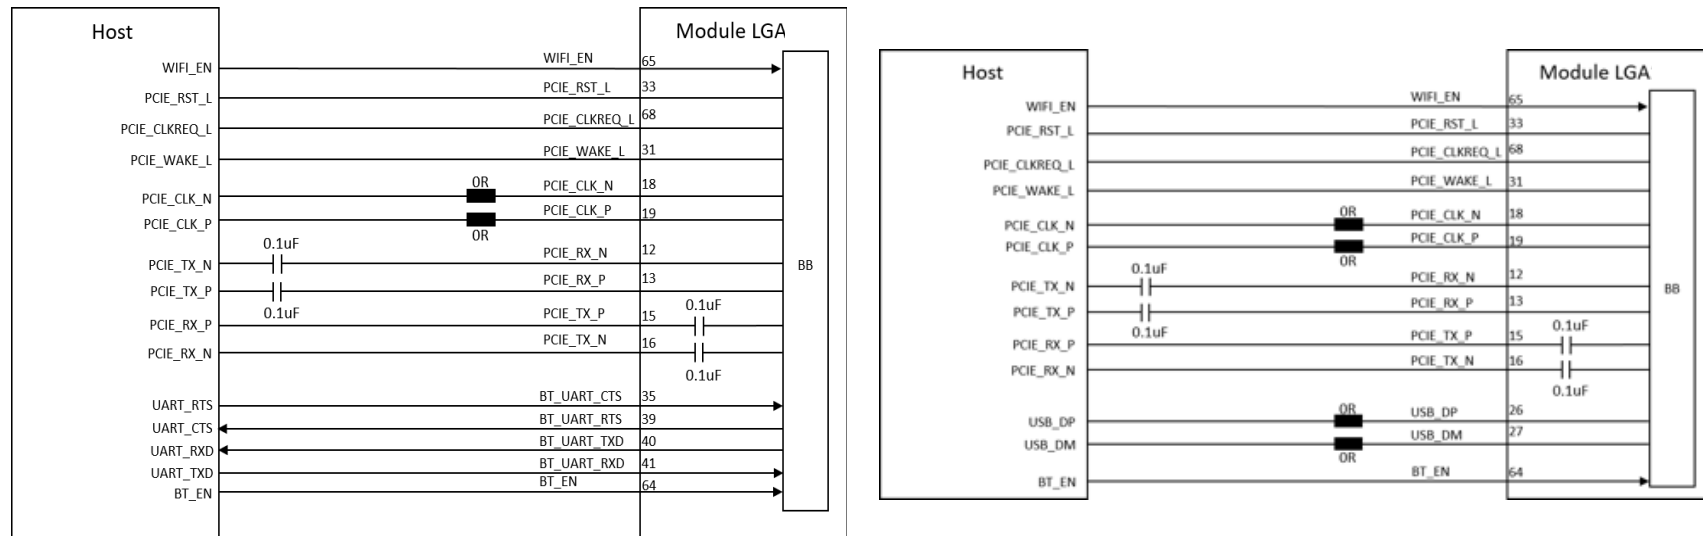 Host
Module LGA
WIFI_EN
WIFI_EN
65
PCIE_RST_L
PCIE_RST_L
33
PCIE_CLKREQ_L
PCIE_CLKREQ_L
68
PCIE_WAKE_L
PCIE_WAKE_L
31
PCIE_CLK_N
0R
PCIE_CLK_N
18
PCIE_CLK_P
0R
PCIE_CLK_P
19
0.1uF
PCIE_TX_N
PCIE_RX_N
12
PCIE_TX_P
PCIE_RX_P
13
0.1uF
BB
0.1uF
PCIE_RX_P
PCIE_TX_P
15
PCIE_RX_N
PCIE_TX_N
16
0.1uF
UART_RTS
BT_UART_CTS
35
UART_CTS
BT_UART_RTS
39
UART_RXD
BT_UART_TXD
40
UART_TXD
BT_UART_RXD
41
BT_EN
BT_EN
64
Host
Module LGA
WIFI_EN
WIFI_EN
65
PCIE_RST_L
PCIE_RST_L
33
PCIE_CLKREQ_L
PCIE_CLKREQ_L
68
PCIE_WAKE_L
PCIE_WAKE_L
31
PCIE_CLK_N
0R
PCIE_CLK_N
18
PCIE_CLK_P
0R
PCIE_CLK_P
19
0.1uF
PCIE_TX_N
PCIE_RX_N
12
PCIE_TX_P
PCIE_RX_P
13
0.1uF
BB
0.1uF
PCIE_RX_P
PCIE_TX_P
15
PCIE_RX_N
PCIE_TX_N
16
0.1uF
USB_DP
0R
USB_DP
26
USB_DM
0R
USB_DM
27
BT_EN
BT_EN
64